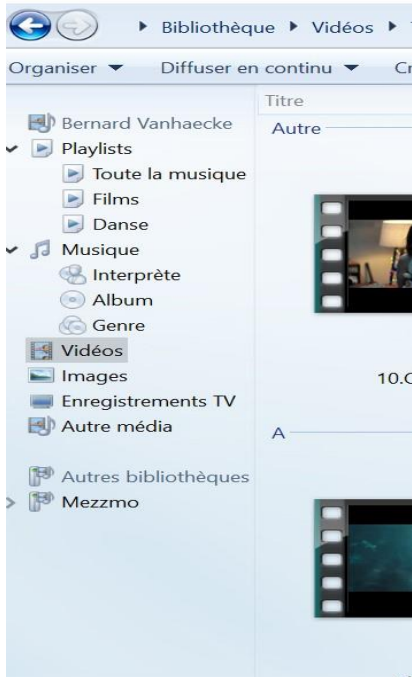 Bibliothèque Vidéos
Organiser Diffuser en continu
Titre
Bernard Vanhaecke
Autre
Playlists
Toute la musique
Films
Danse
Musique
Interprète
Album
Genre
Vidéos
Images
10.
Enregistrements TV
Autre média
A
Autres bibliothèques
Mezzmo